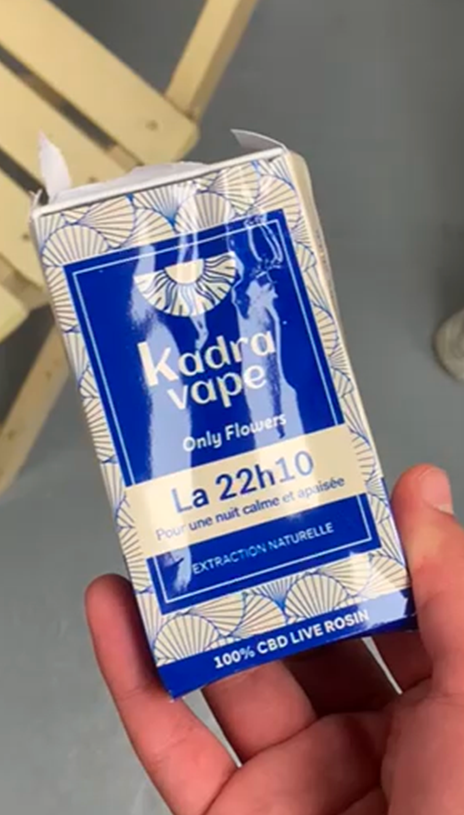 Kadra
vape
Only Flowers
La 22h10
Pour une nuit calme et apaisée
EXTRACTION NATURELLE
100% CBD LIVE ROSIN